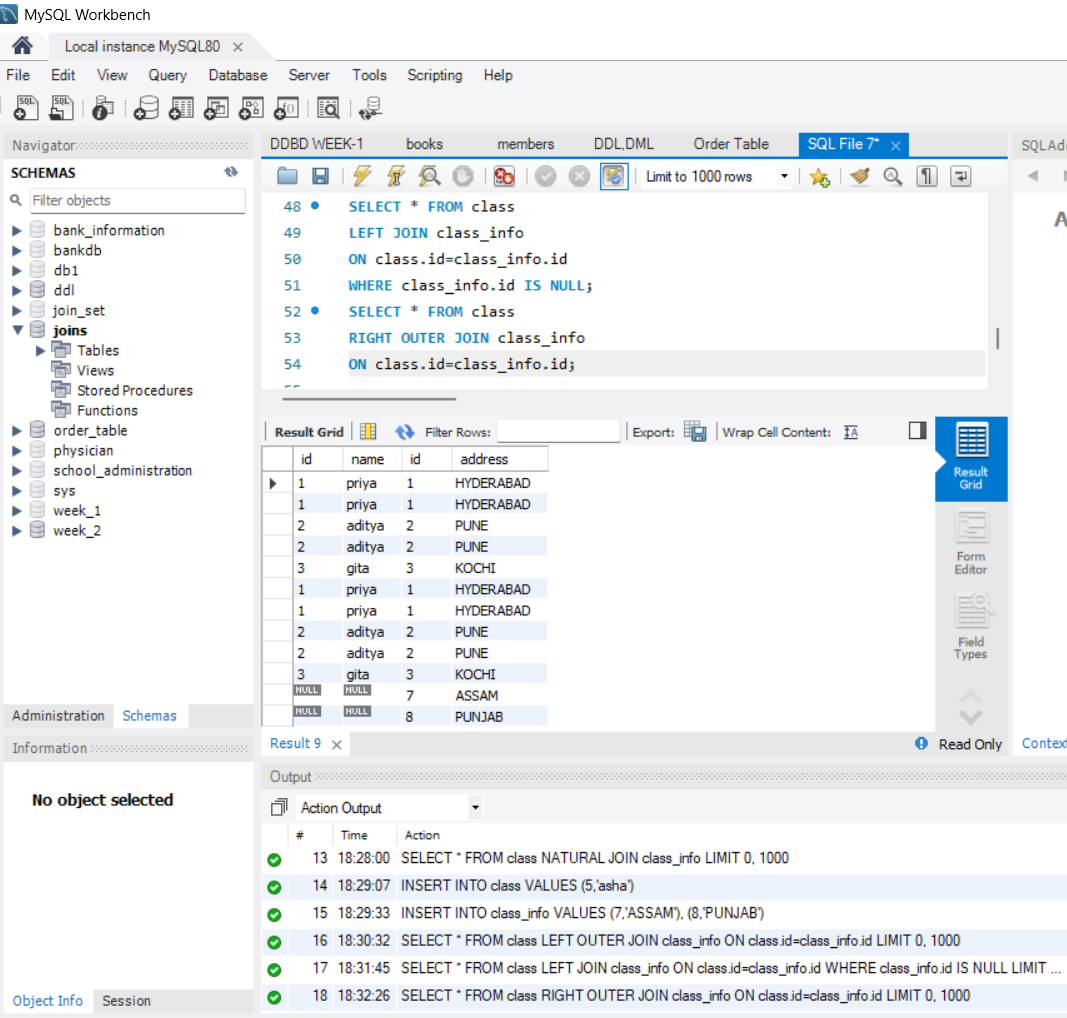 MySQL Workbench
Local instance MySQL80
File Edit View Query Database Server Tools Scripting Help
Navigator
SCHEMAS
Filter objects
bank_information
bankdb
db1
ddl
join_set
joins
Tables
Views
Stored Procedures
Functions
order_table
physician
school_administration
sys
week_1
week_2
Administration Schemas
Information
No object selected
Object Info Session
DDBD WEEK-1 books members DDL,DML Order Table SQL File 7*
Limit to 1000 rows
48 SELECT * FROM class
49 LEFT JOIN class_info
50 ON class.id=class_info.id
51 WHERE class_info.id IS NULL;
52 SELECT * FROM class
53 RIGHT OUTER JOIN class_info
54 ON class.id=class_info.id;
Result Grid Filter Rows: Export: Wrap Cell Content: IA
id name id address
1 priya 1 HYDERABAD
1 priya 1 HYDERABAD
2 aditya 2 PUNE
2 aditya 2 PUNE
3 gita 3 KOCHI
1 priya 1 HYDERABAD
1 priya 1 HYDERABAD
2 aditya 2 PUNE
2 aditya 2 PUNE
3 gita 3 KOCHI
NULL NULL 7 ASSAM
NULL NULL 8 PUNJAB
Result Grid
Form Editor
Field Types
Result 9
Read Only
Output
Action Output
# Time Action
13 18:28:00 SELECT * FROM class NATURAL JOIN class_info LIMIT 0, 1000
14 18:29:07 INSERT INTO class VALUES (5,'asha')
15 18:29:33 INSERT INTO class_info VALUES (7,'ASSAM'), (8,'PUNJAB')
16 18:30:32 SELECT * FROM class LEFT OUTER JOIN class_info ON class.id=class_info.id LIMIT 0, 1000
17 18:31:45 SELECT * FROM class LEFT JOIN class_info ON class.id=class_info.id WHERE class_info.id IS NULL LIMIT ...
18 18:32:26 SELECT * FROM class RIGHT OUTER JOIN class_info ON class.id=class_info.id LIMIT 0, 1000
SQLAd
A
Context